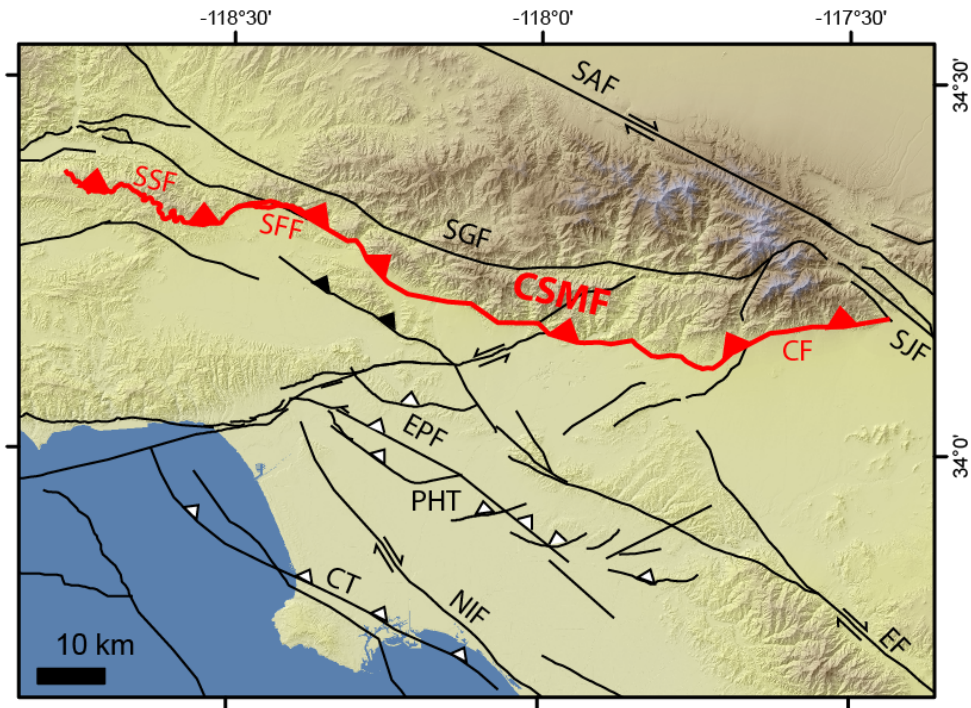 -118°30'
-118°0'
-117°30'
34°30'
SAF
SSF
SFF
SGF
CSMF
CF
SJF
34°0'
EPF
PHT
CT
NIF
EF
10 km